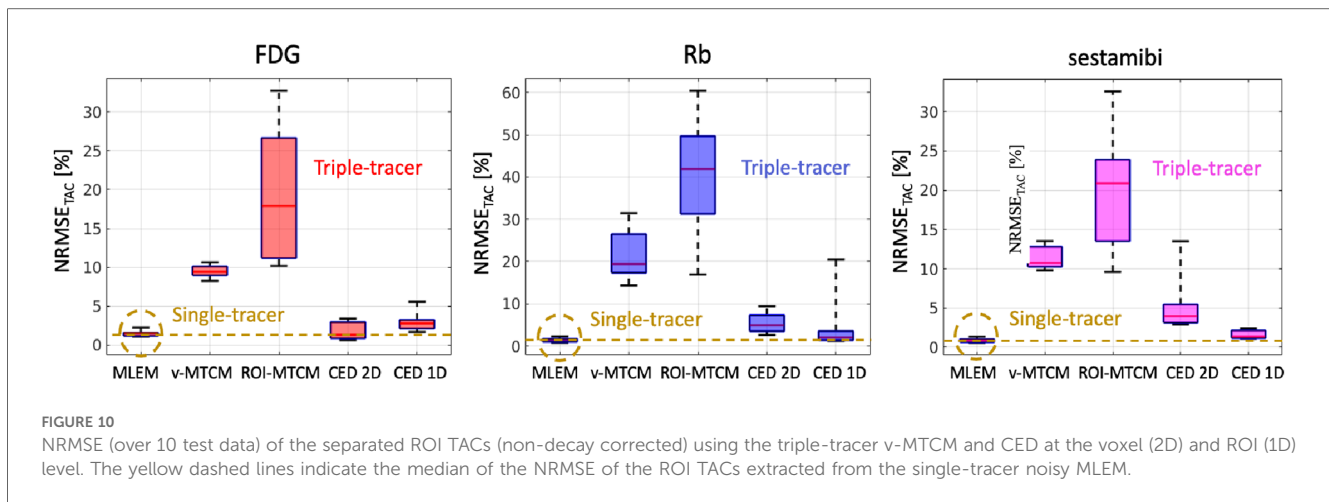 FDG
NRMSE_TAC [%]
30
25
20
15
10
5
0
Triple-tracer
Single-tracer
MLEM v-MTCM ROI-MTCM CED 2D CED 1D
Rb
NRMSE_TAC [%]
60
50
40
30
20
10
0
Triple-tracer
Single-tracer
MLEM v-MTCM ROI-MTCM CED 2D CED 1D
sestamibi
NRMSE_TAC [%]
30
25
20
15
10
5
0
NRMSE_TAC [%]
Triple-tracer
Single-tracer
MLEM v-MTCM ROI-MTCM CED 2D CED 1D
FIGURE 10
NRMSE (over 10 test data) of the separated ROI TACs (non-decay corrected) using the triple-tracer v-MTCM and CED at the voxel (2D) and ROI (1D)
level. The yellow dashed lines indicate the median of the NRMSE of the ROI TACs extracted from the single-tracer noisy MLEM.